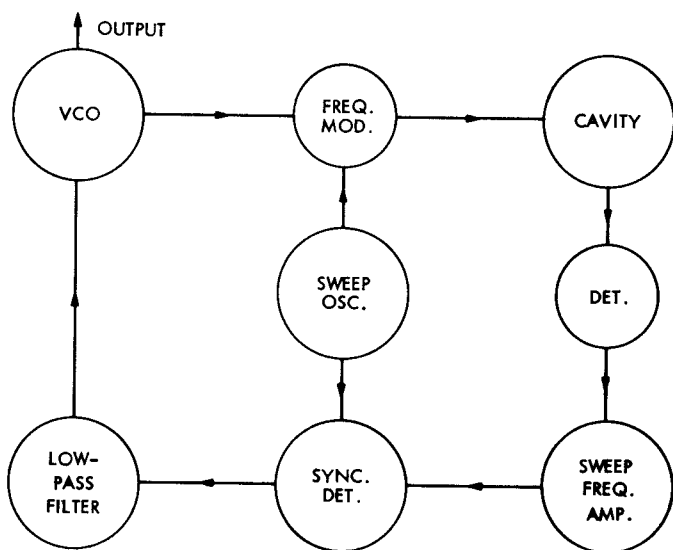 OUTPUT
VCO
FREQ.
MOD.
CAVITY
SWEEP
OSC.
DET.
LOW-
PASS
FILTER
SYNC.
DET.
SWEEP
FREQ.
AMP.